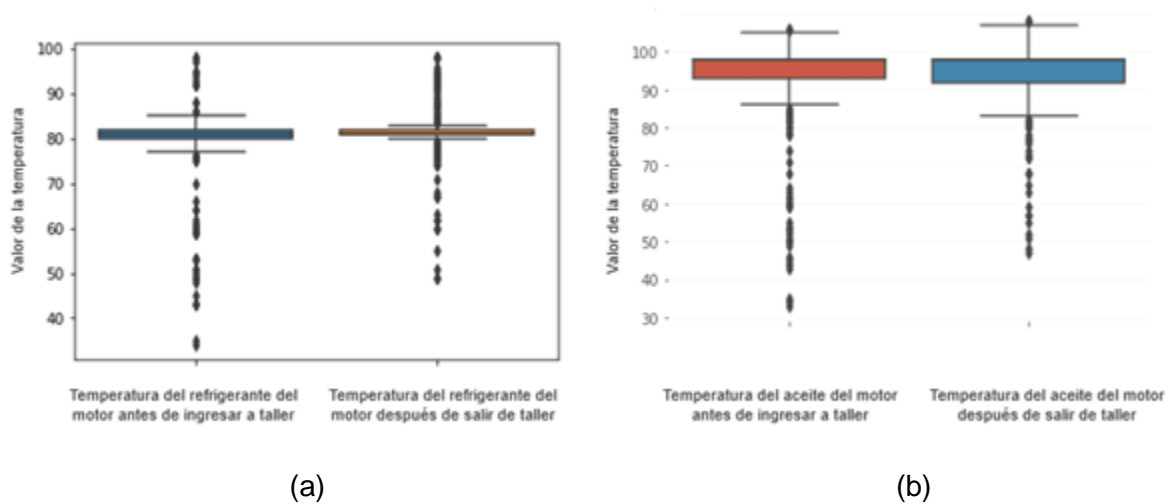 100
90
80
70
60
50
40
Valor de la temperatura
Temperatura del refrigerante del
motor antes de ingresar a taller
Temperatura del refrigerante del
motor después de salir de taller
(a)
100
90
80
70
60
50
40
30
Valor de la temperatura
Temperatura del aceite del motor
antes de ingresar a taller
Temperatura del aceite del motor
después de salir de taller
(b)